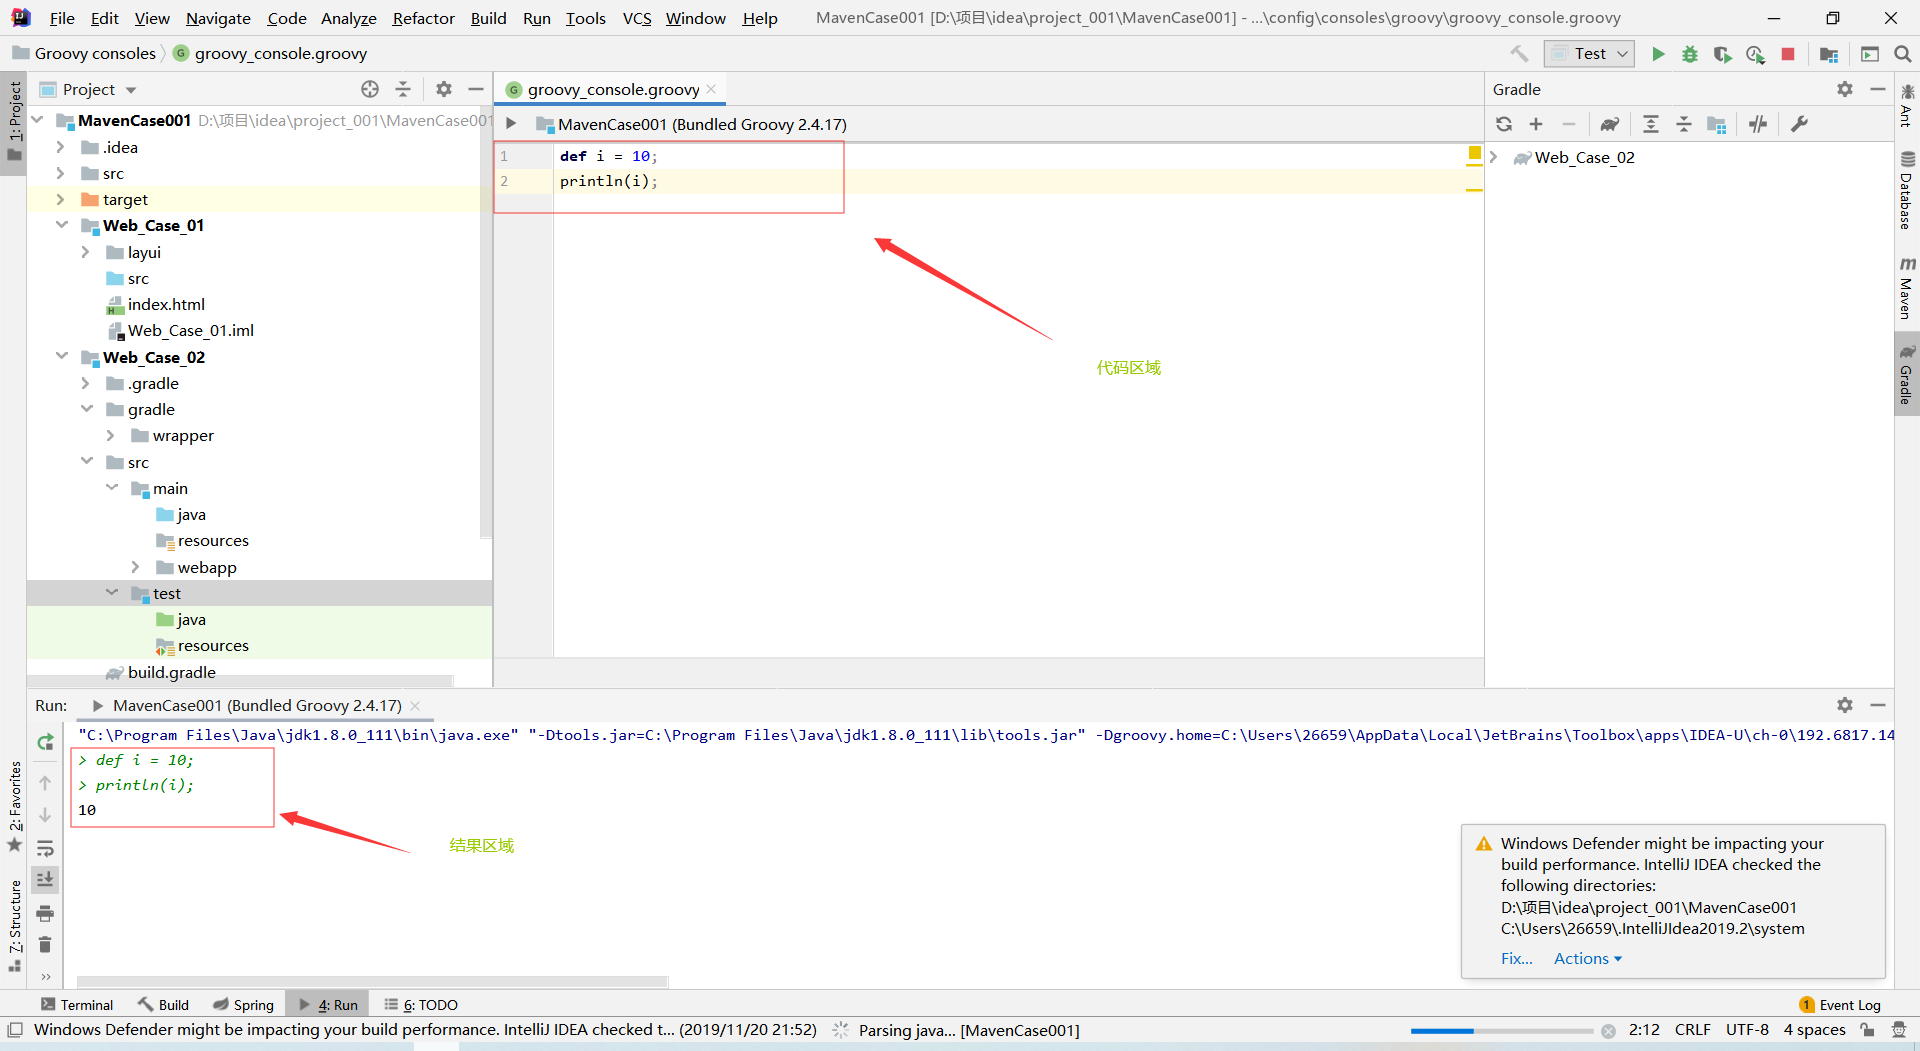 File Edit View Navigate Code Analyze Refactor Build Run Tools VCS Window Help MavenCase001 [D:\项目\idea\project_001\MavenCase001] - ...\config\consoles\groovy\groovy_console.groovy
Groovy consoles groovy_console.groovy Test
Project
groovy_console.groovy
Gradle
MavenCase001 D:\项目\idea\project_001\MavenCase001
.idea
src
target
Web_Case_01
layui
src
index.html
Web_Case_01.iml
Web_Case_02
.gradle
gradle
wrapper
src
main
java
resources
webapp
test
java
resources
build.gradle
MavenCase001 (Bundled Groovy 2.4.17)
1 def i = 10;
2 println(i);
代码区域
Web_Case_02
1: Project
2: Favorites
7: Structure
Ant
Database
Maven
Gradle
Run: MavenCase001 (Bundled Groovy 2.4.17)
"C:\Program Files\Java\jdk1.8.0_111\bin\java.exe" "-Dtools.jar=C:\Program Files\Java\jdk1.8.0_111\lib\tools.jar" -Dgroovy.home=C:\Users\26659\AppData\Local\JetBrains\Toolbox\apps\IDEA-U\ch-0\192.6817.14
> def i = 10;
> println(i);
10
结果区域
Windows Defender might be impacting your
build performance. IntelliJ IDEA checked the
following directories:
D:\项目\idea\project_001\MavenCase001
C:\Users\26659\.IntelliJIdea2019.2\system
Fix... Actions
Terminal Build Spring 4: Run 6: TODO 1 Event Log
Windows Defender might be impacting your build performance. IntelliJ IDEA checked t... (2019/11/20 21:52) Parsing java... [MavenCase001] 2:12 CRLF UTF-8 4 spaces